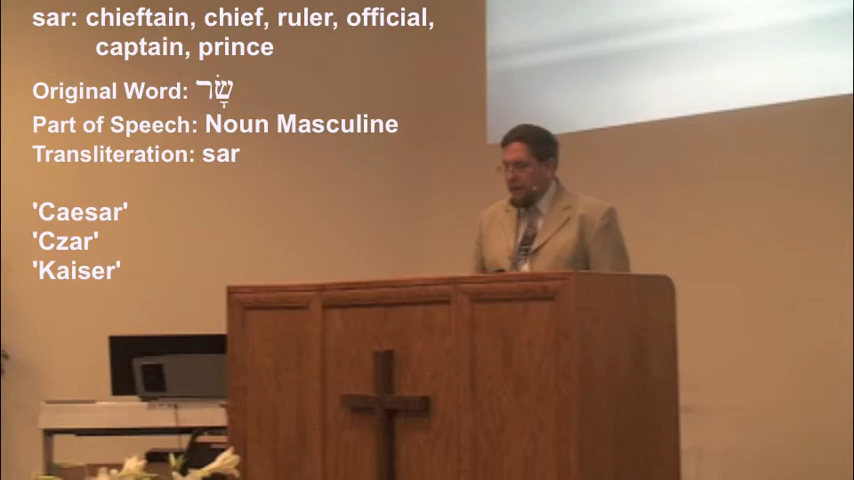 sar: chieftain, chief, ruler, official,
captain, prince
Original Word: שָׂר
Part of Speech: Noun Masculine
Transliteration: sar
'Caesar'
'Czar'
'Kaiser'